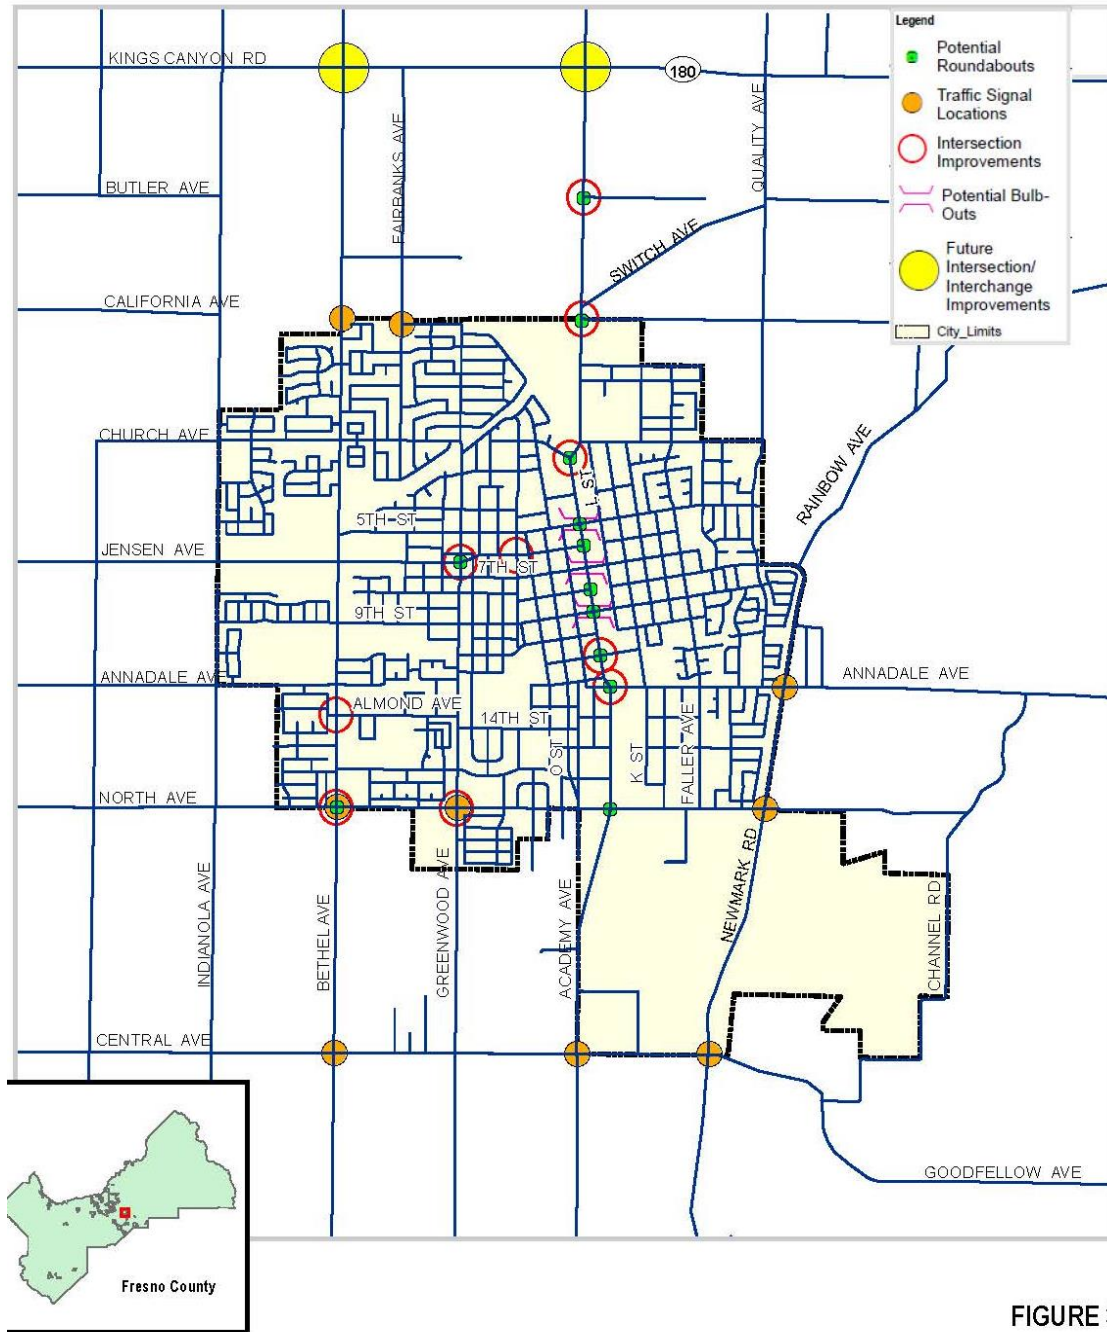 Legend
Potential
Roundabouts
Traffic Signal
Locations
Intersection
Improvements
Potential Bulb-
Outs
Future
Intersection/
Interchange
Improvements
City_Limits
KINGS CANYON RD
180
QUALITY AVE
FAIRBANKS AVE
BUTLER AVE
SWITCH AVE
CALIFORNIA AVE
CHURCH AVE
RAINBOW AVE
5TH ST
JENSEN AVE
7TH ST
9TH ST
ANNADALE AVE
ANNADALE AVE
ALMOND AVE
14TH ST
O ST
K ST
FALLER AVE
NORTH AVE
INDIANOLA AVE
BETHEL AVE
GREENWOOD AVE
ACADEMY AVE
NEWMARK RD
CHANNEL RD
CENTRAL AVE
GOODFELLOW AVE
Fresno County
FIGURE